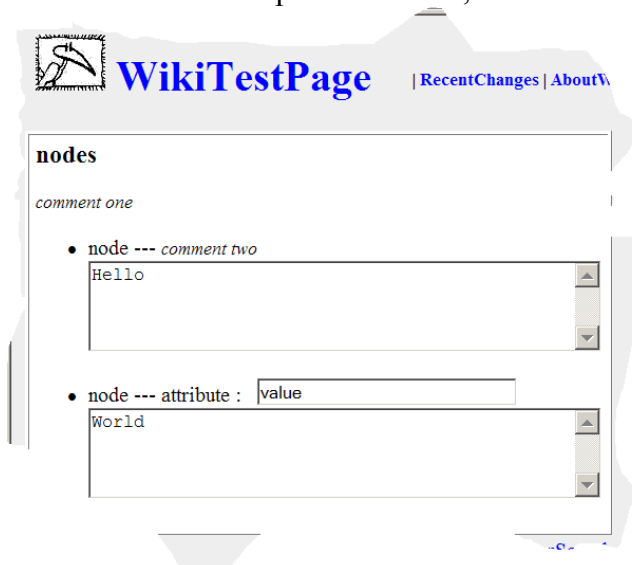 WikiTestPage | RecentChanges | AboutW
nodes
comment one
• node --- comment two
Hello
• node --- attribute : value
World